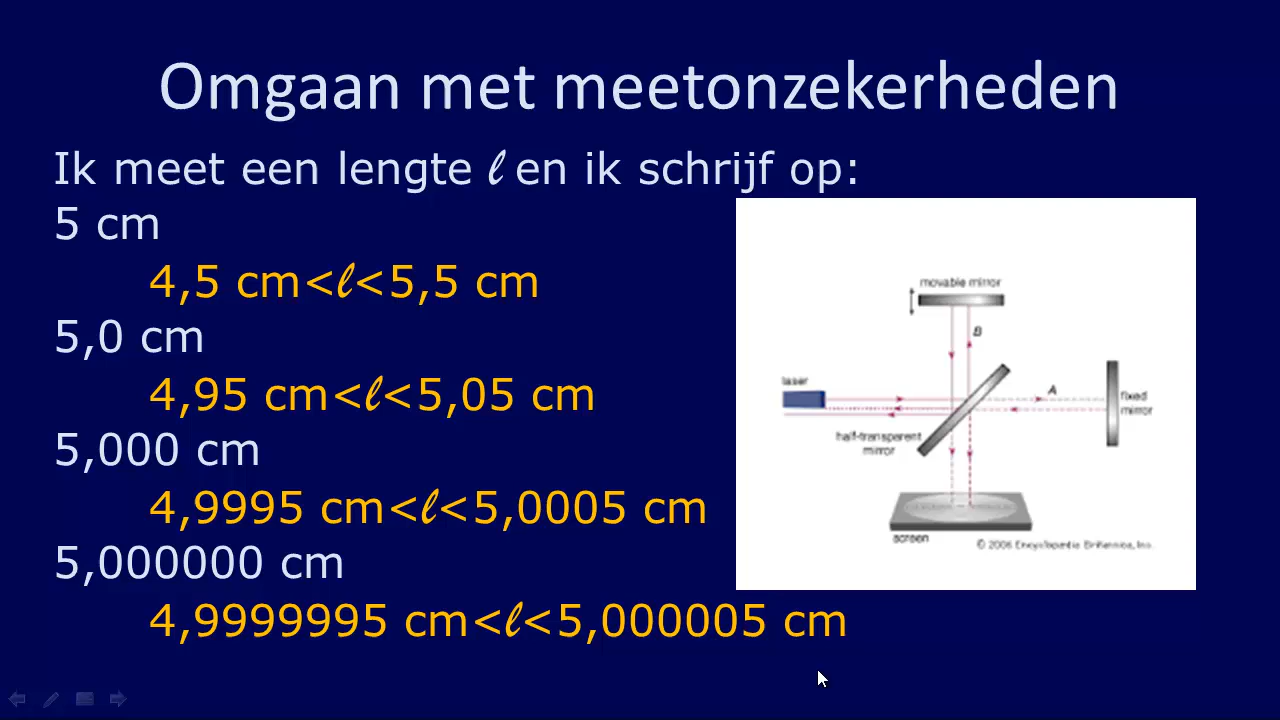 Omgaan met meetonzekerheden
Ik meet een lengte ℓ en ik schrijf op:
5 cm
4,5 cm<ℓ<5,5 cm
5,0 cm
4,95 cm<ℓ<5,05 cm
5,000 cm
4,9995 cm<ℓ<5,0005 cm
5,000000 cm
4,9999995 cm<ℓ<5,000005 cm
movable mirror
B
laser
A
fixed
mirror
half-transparent
mirror
screen
© 2006 Encyclopædia Britannica, Inc.